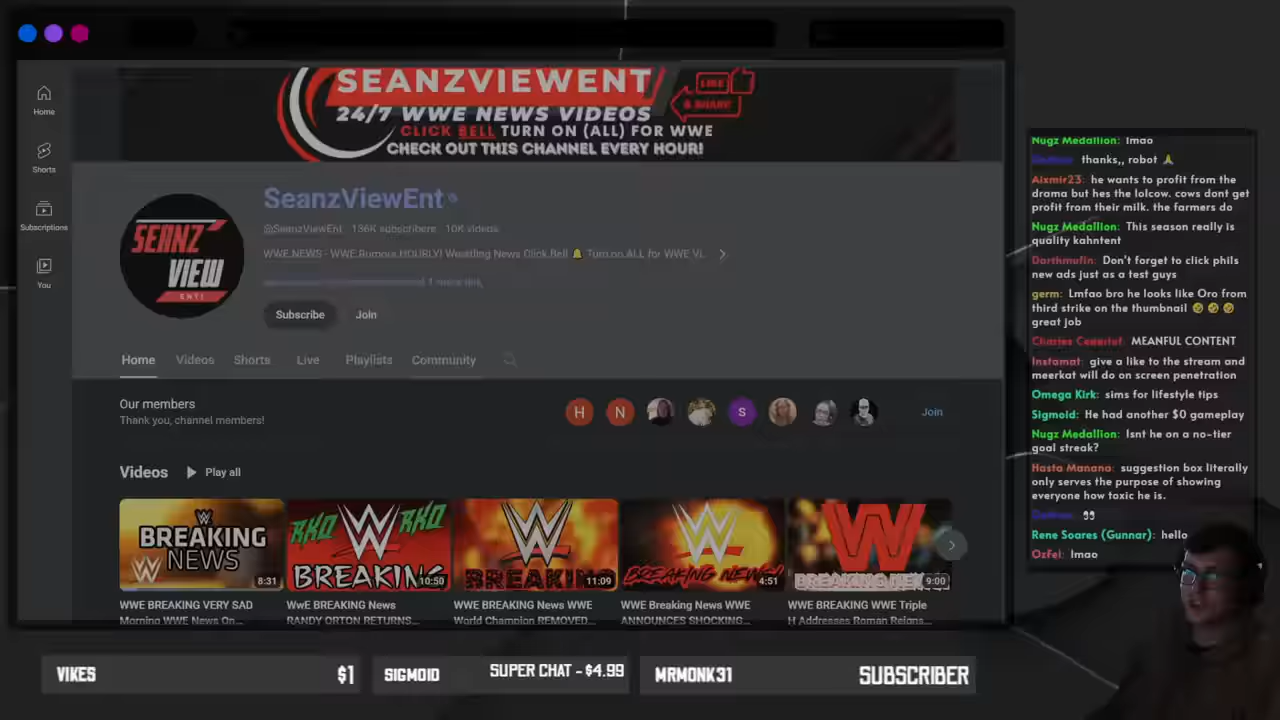 SEANZVIEWENT
24/7 WWE NEWS VIDEOS
CLICK BELL TURN ON (ALL) FOR WWE
CHECK OUT THIS CHANNEL EVERY HOUR!
LIKE
& SHARE
Home
Shorts
Subscriptions
You
SEANZ
VIEW
ENT!
SeanzViewEnt
@SeanzViewEnt 136K subscribers 10K videos
WWE NEWS - WWE Rumors HOURLY! Wrestling News Click Bell 🔔 Turn on ALL for WWE VI..
1 more link
Subscribe
Join
Home
Videos
Shorts
Live
Playlists
Community
Our members
Thank you, channel members!
H
N
S
Join
Videos
Play all
BREAKING
NEWS
8:31
RKO
RKO
BREAKING
10:50
BREAKING
11:09
BREAKING NEWS!
4:51
BREAKING NEWS
9:00
WWE BREAKING VERY SAD
Morning WWE News On...
WwE BREAKING News
RANDY ORTON RETURNS...
WWE BREAKING News WWE
World Champion REMOVED...
WWE Breaking News WWE
ANNOUNCES SHOCKING...
WWE BREAKING WWE Triple
H Addresses Roman Reigns...
Nugz Medallion: lmao
thanks,, robot 🙏
Aixmir23: he wants to profit from the
drama but hes the lolcow. cows dont get
profit from their milk. the farmers do
Nugz Medallion: This season really is
quality kahntent
Darthmufin: Don't forget to click phils
new ads just as a test guys
germ: Lmfao bro he looks like Oro from
third strike on the thumbnail 🤣 🤣 🤣
great job
MEANFUL CONTENT
Instamat: give a like to the stream and
meerkat will do on screen penetration
Omega Kirk: sims for lifestyle tips
Sigmoid: He had another $0 gameplay
Nugz Medallion: Isnt he on a no-tier
goal streak?
Hasta Manana: suggestion box literally
only serves the purpose of showing
everyone how toxic he is.
👀
Rene Soares (Gunnar): hello
OzFel: lmao
VIKES
$1
SIGMOID
SUPER CHAT - $4.99
MRMONK31
SUBSCRIBER